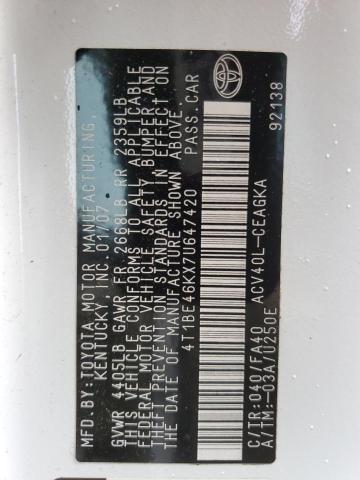 MFD.BY:TOYOTA MOTOR MANUFACTURING,
KENTUCKY, INC. 01/07
GVWR 4405LB GAWR FR 2668LB RR 2359LB
THIS VEHICLE CONFORMS TO ALL APPLICABLE
FEDERAL MOTOR VEHICLE SAFETY, BUMPER AND
THEFT PREVENTION STANDARDS IN EFFECT ON
THE DATE OF MANUFACTURE SHOWN ABOVE.
4T1BE46KX7U647420 PASS. CAR
C/TR:040/FA40 ACV40L-CEAGKA
A/TM:-03A/U250E 92138
TOYOTA